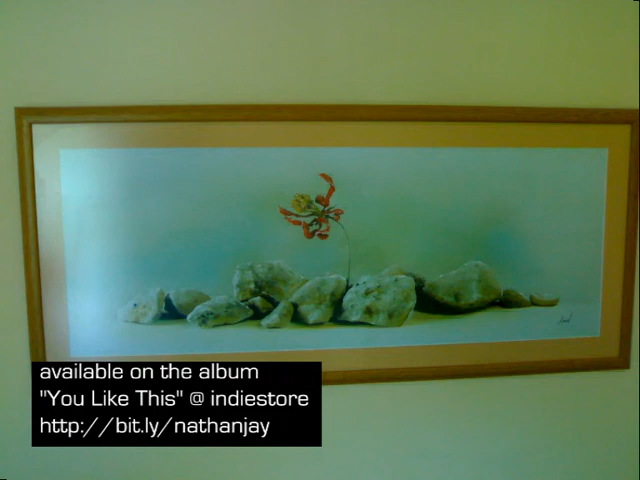 available on the album
"You Like This" @ indiestore
http://bit.ly/nathanjay